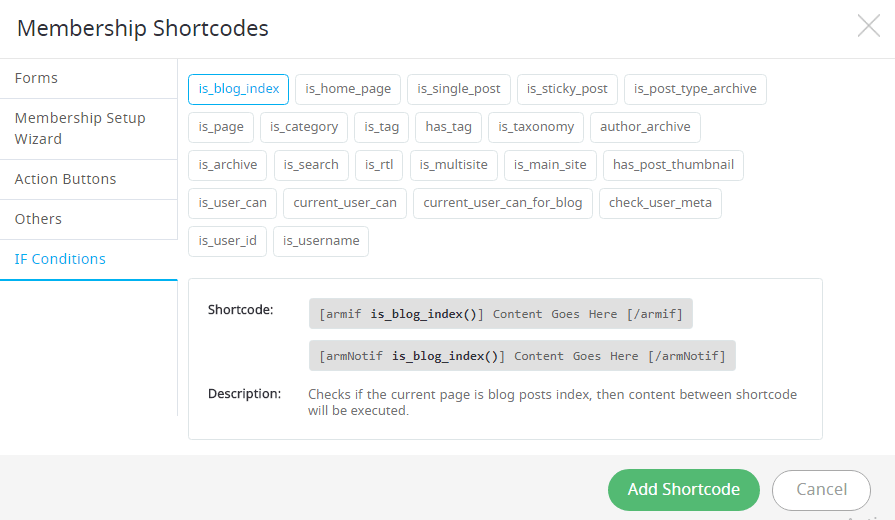 Membership Shortcodes
Forms
Membership Setup
Wizard
Action Buttons
Others
IF Conditions
is_blog_index is_home_page is_single_post is_sticky_post is_post_type_archive
is_page is_category is_tag has_tag is_taxonomy author_archive
is_archive is_search is_rtl is_multisite is_main_site has_post_thumbnail
is_user_can current_user_can current_user_can_for_blog check_user_meta
is_user_id is_username
Shortcode: [armif is_blog_index()] Content Goes Here [/armif]
[armNotif is_blog_index()] Content Goes Here [/armNotif]
Description: Checks if the current page is blog posts index, then content between shortcode
will be executed.
Add Shortcode Cancel